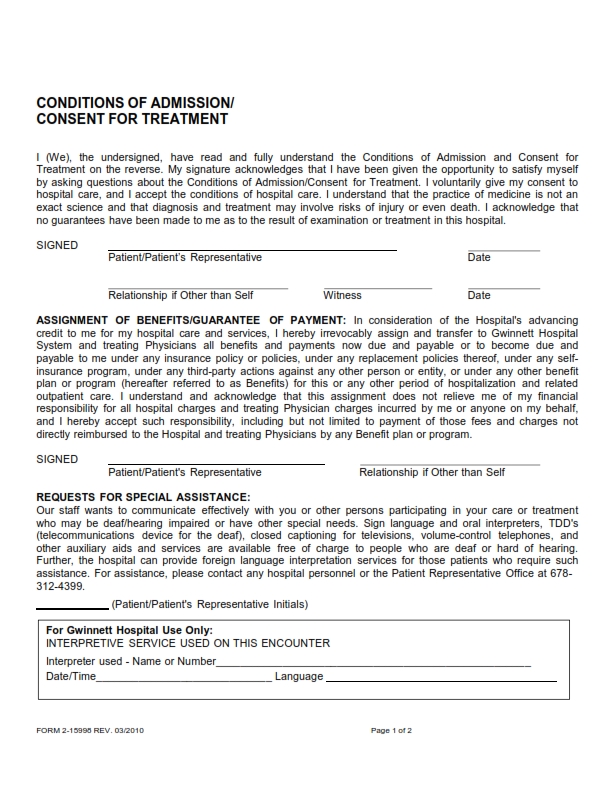 CONDITIONS OF ADMISSION/
CONSENT FOR TREATMENT
I (We), the undersigned, have read and fully understand the Conditions of Admission and Consent for
Treatment on the reverse. My signature acknowledges that I have been given the opportunity to satisfy myself
by asking questions about the Conditions of Admission/Consent for Treatment. I voluntarily give my consent to
hospital care, and I accept the conditions of hospital care. I understand that the practice of medicine is not an
exact science and that diagnosis and treatment may involve risks of injury or even death. I acknowledge that
no guarantees have been made to me as to the result of examination or treatment in this hospital.
SIGNED
Patient/Patient's Representative Date
Relationship if Other than Self Witness Date
ASSIGNMENT OF BENEFITS/GUARANTEE OF PAYMENT: In consideration of the Hospital's advancing
credit to me for my hospital care and services, I hereby irrevocably assign and transfer to Gwinnett Hospital
System and treating Physicians all benefits and payments now due and payable or to become due and
payable to me under any insurance policy or policies, under any replacement policies thereof, under any self-
insurance program, under any third-party actions against any other person or entity, or under any other benefit
plan or program (hereafter referred to as Benefits) for this or any other period of hospitalization and related
outpatient care. I understand and acknowledge that this assignment does not relieve me of my financial
responsibility for all hospital charges and treating Physician charges incurred by me or anyone on my behalf,
and I hereby accept such responsibility, including but not limited to payment of those fees and charges not
directly reimbursed to the Hospital and treating Physicians by any Benefit plan or program.
SIGNED
Patient/Patient's Representative Relationship if Other than Self
REQUESTS FOR SPECIAL ASSISTANCE:
Our staff wants to communicate effectively with you or other persons participating in your care or treatment
who may be deaf/hearing impaired or have other special needs. Sign language and oral interpreters, TDD's
(telecommunications device for the deaf), closed captioning for televisions, volume-control telephones, and
other auxiliary aids and services are available free of charge to people who are deaf or hard of hearing.
Further, the hospital can provide foreign language interpretation services for those patients who require such
assistance. For assistance, please contact any hospital personnel or the Patient Representative Office at 678-
312-4399.
(Patient/Patient's Representative Initials)
For Gwinnett Hospital Use Only:
INTERPRETIVE SERVICE USED ON THIS ENCOUNTER
Interpreter used - Name or Number
Date/Time Language
FORM 2-15998 REV. 03/2010 Page 1 of 2